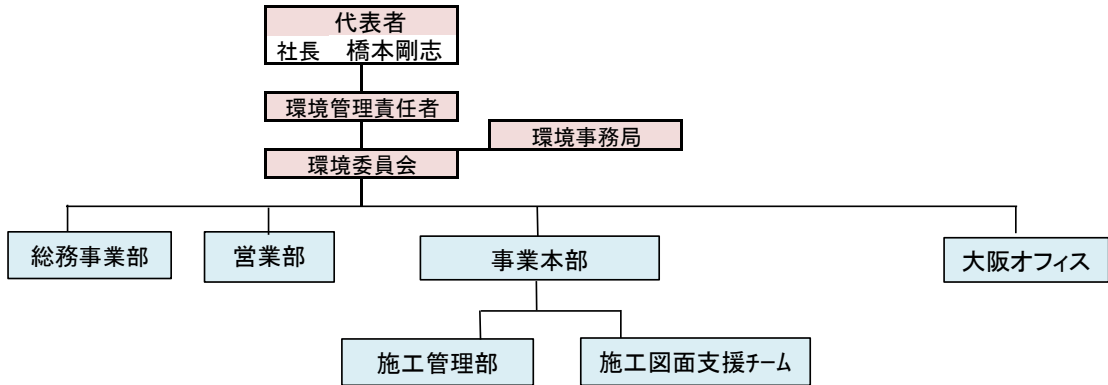 代表者
社長　橋本剛志
環境管理責任者
環境事務局
環境委員会
総務事業部
営業部
事業本部
大阪オフィス
施工管理部
施工図面支援ﾁｰﾑ